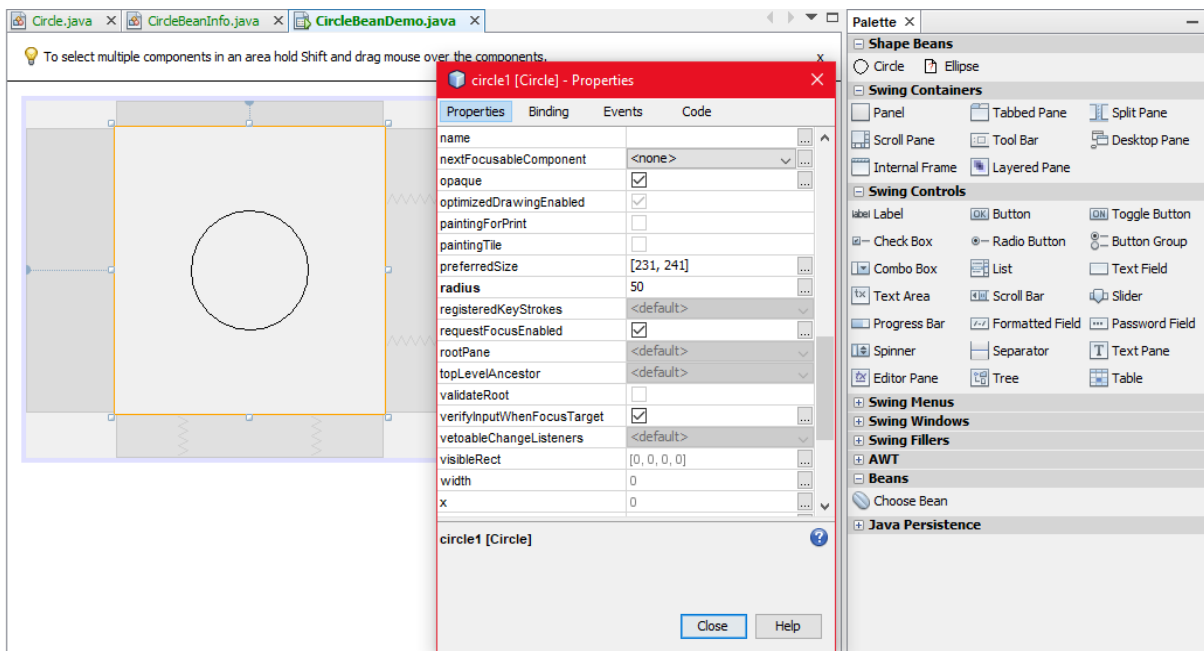 Circle.java
CircleBeanInfo.java
CircleBeanDemo.java
To select multiple components in an area hold Shift and drag mouse over the components.
x
circle1 [Circle] - Properties
Properties Binding Events Code
name ...
nextFocusableComponent <none> ...
opaque ...
optimizedDrawingEnabled
paintingForPrint
paintingTile
preferredSize [231, 241] ...
radius 50 ...
registeredKeyStrokes <default>
requestFocusEnabled ...
rootPane <default>
topLevelAncestor <default>
validateRoot
verifyInputWhenFocusTarget ...
vetoableChangeListeners <default>
visibleRect [0, 0, 0, 0] ...
width 0 ...
x 0 ...
circle1 [Circle]
?
Close Help
Palette
Shape Beans
Circle Ellipse
Swing Containers
Panel Tabbed Pane Split Pane
Scroll Pane Tool Bar Desktop Pane
Internal Frame Layered Pane
Swing Controls
label Label OK Button ON Toggle Button
Check Box Radio Button Button Group
Combo Box List Text Field
tx Text Area Scroll Bar Slider
Progress Bar Formatted Field Password Field
Spinner Separator T Text Pane
Editor Pane Tree Table
Swing Menus
Swing Windows
Swing Fillers
AWT
Beans
Choose Bean
Java Persistence